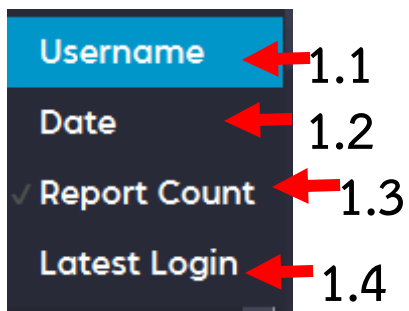 Username 1.1
Date 1.2
✓ Report Count 1.3
Latest Login 1.4